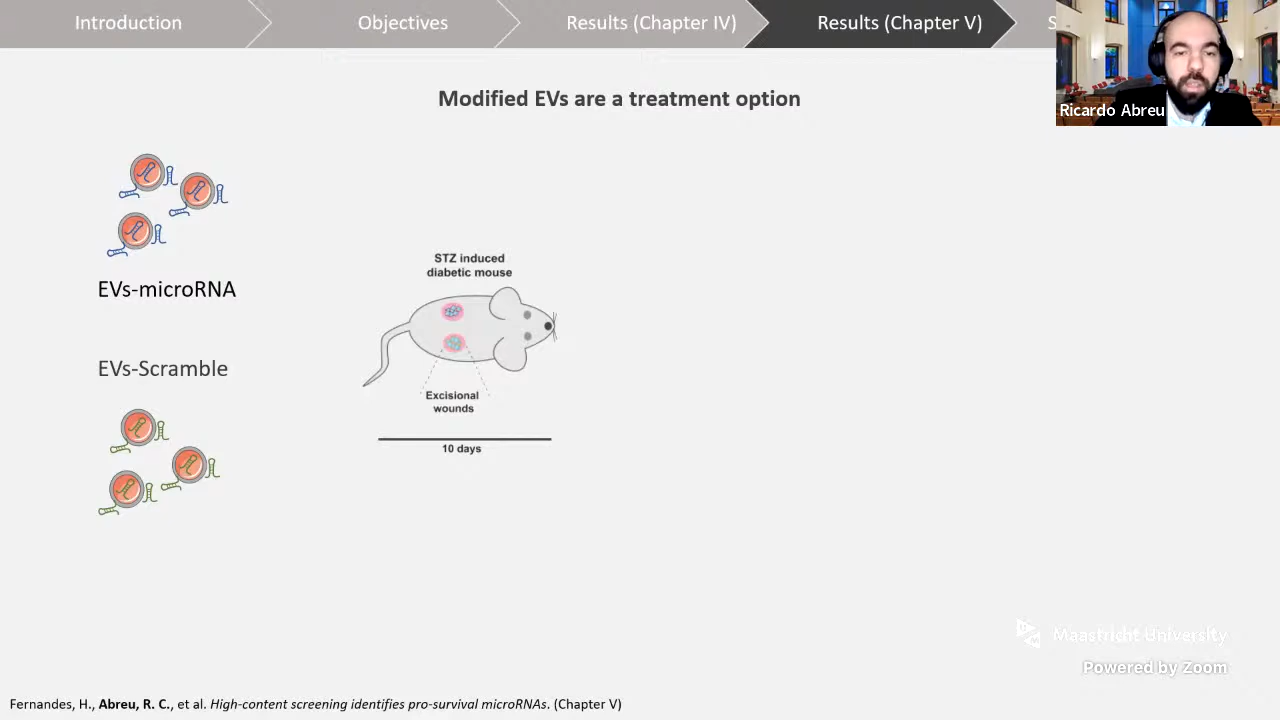 Introduction
Objectives
Results (Chapter IV)
Results (Chapter V)
S
Ricardo Abreu
Modified EVs are a treatment option
EVs-microRNA
EVs-Scramble
STZ induced
diabetic mouse
Excisional
wounds
10 days
Maastricht University
Powered by Zoom
Fernandes, H., Abreu, R. C., et al. High-content screening identifies pro-survival microRNAs. (Chapter V)